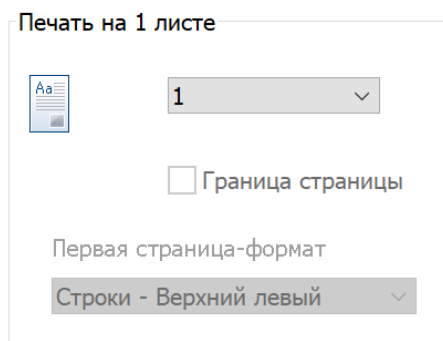 Печать на 1 листе
Aa
1
Граница страницы
Первая страница-формат
Строки - Верхний левый